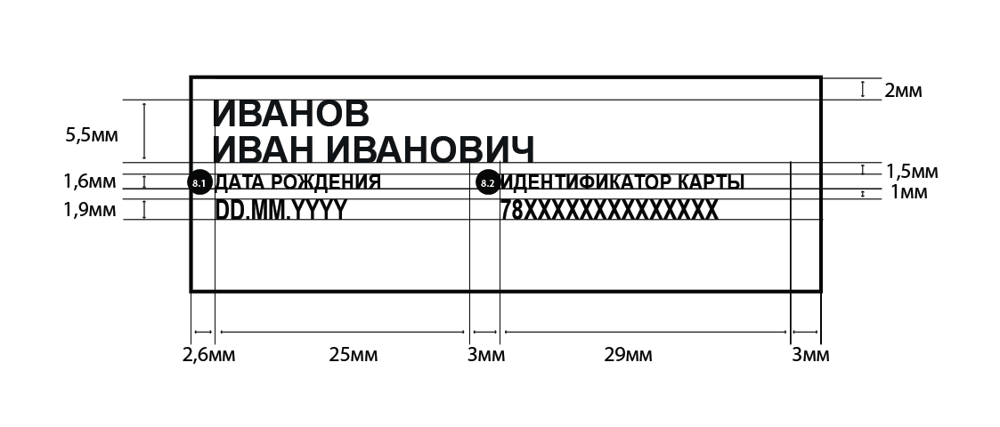 2мм
ИВАНОВ
5,5мм
ИВАН ИВАНОВИЧ
1,5мм
1,6мм 8.1 ДАТА РОЖДЕНИЯ 8.2 ИДЕНТИФИКАТОР КАРТЫ
1мм
1,9мм DD.MM.YYYY 78XXXXXXXXXXXXXX
2,6мм 25мм 3мм 29мм 3мм